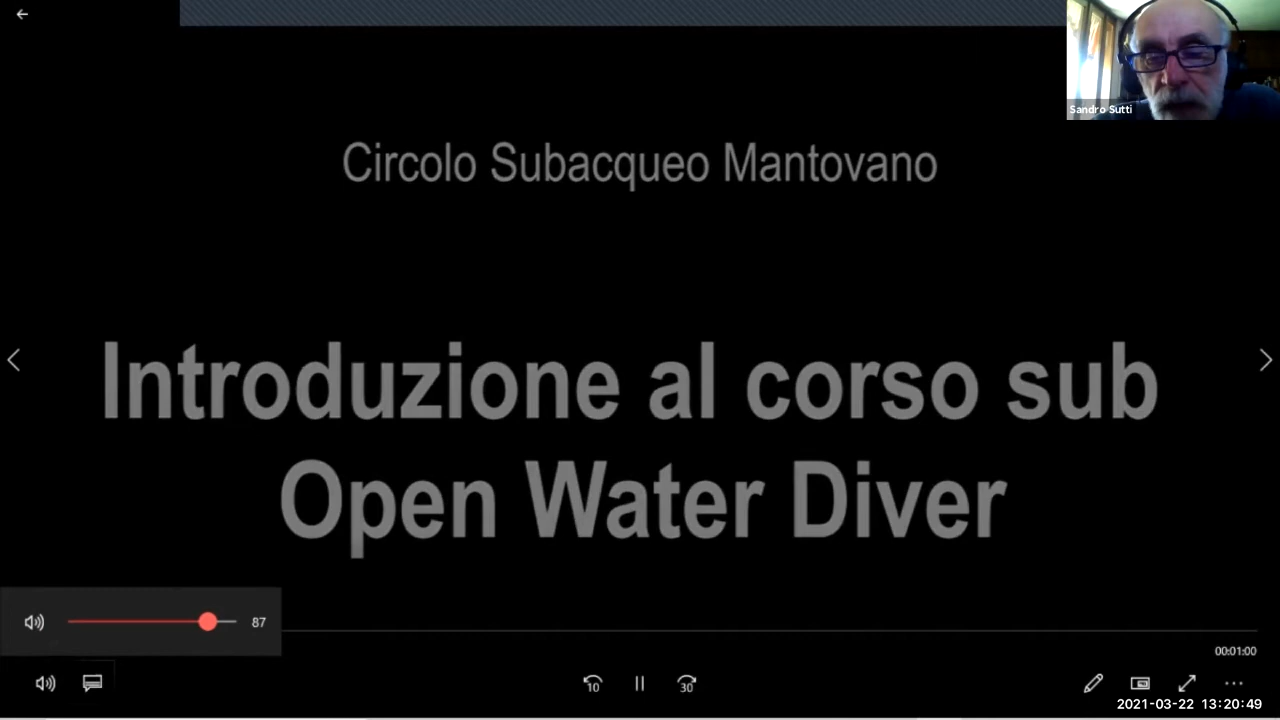 Sandro Sutti
Circolo Subacqueo Mantovano
Introduzione al corso sub
Open Water Diver
87
00:01:00
10
30
2021-03-22 13:20:49